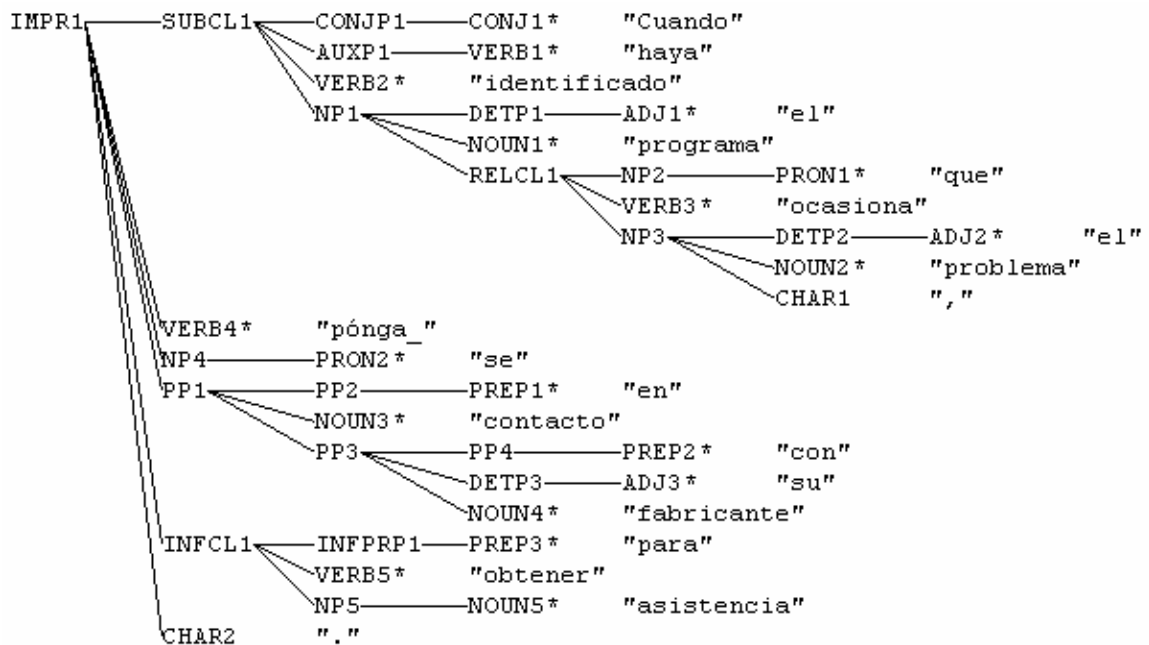 IMPR1 SUBCL1 CONJP1 CONJ1* "Cuando"
AUXP1 VERB1* "haya"
VERB2* "identificado"
NP1 DETP1 ADJ1* "el"
NOUN1* "programa"
RELCL1 NP2 PRON1* "que"
VERB3* "ocasiona"
NP3 DETP2 ADJ2* "el"
NOUN2* "problema"
CHAR1 ","
VERB4* "pónga_"
NP4 PRON2* "se"
PP1 PP2 PREP1* "en"
NOUN3* "contacto"
PP3 PP4 PREP2* "con"
DETP3 ADJ3* "su"
NOUN4* "fabricante"
INFCL1 INFPRP1 PREP3* "para"
VERB5* "obtener"
NP5 NOUN5* "asistencia"
CHAR2 "."